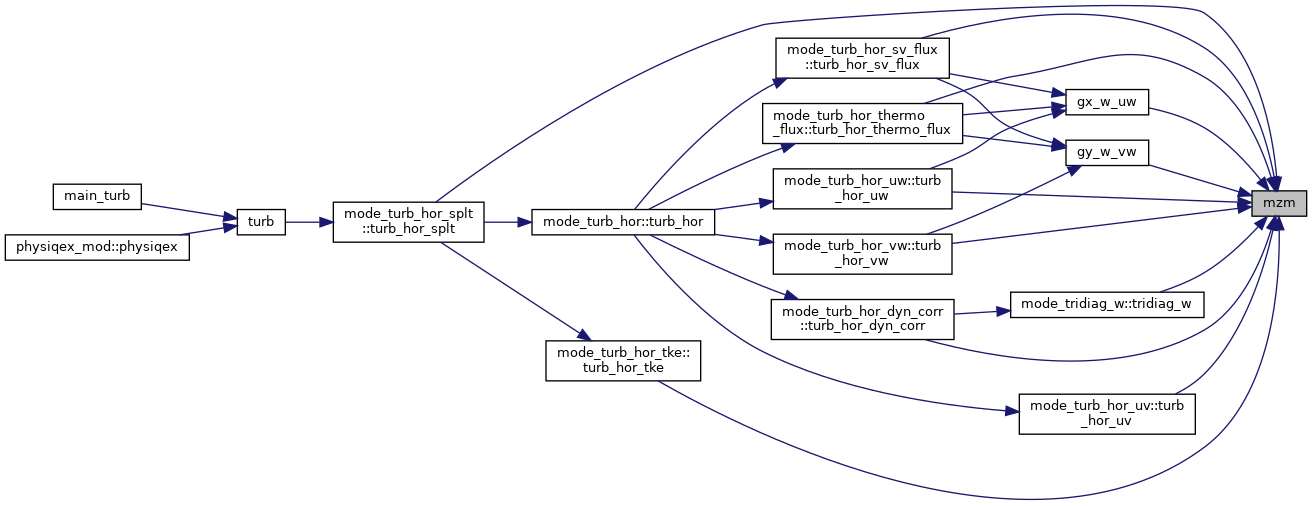 main_turb
physiqex_mod::physiqex
turb
mode_turb_hor_splt
::turb_hor_splt
mode_turb_hor::turb_hor
mode_turb_hor_tke::
turb_hor_tke
mode_turb_hor_sv_flux
::turb_hor_sv_flux
mode_turb_hor_thermo
_flux::turb_hor_thermo_flux
mode_turb_hor_uw::turb
_hor_uw
mode_turb_hor_vw::turb
_hor_vw
mode_turb_hor_dyn_corr
::turb_hor_dyn_corr
gx_w_uw
gy_w_vw
mode_tridiag_w::tridiag_w
mode_turb_hor_uv::turb
_hor_uv
mzm